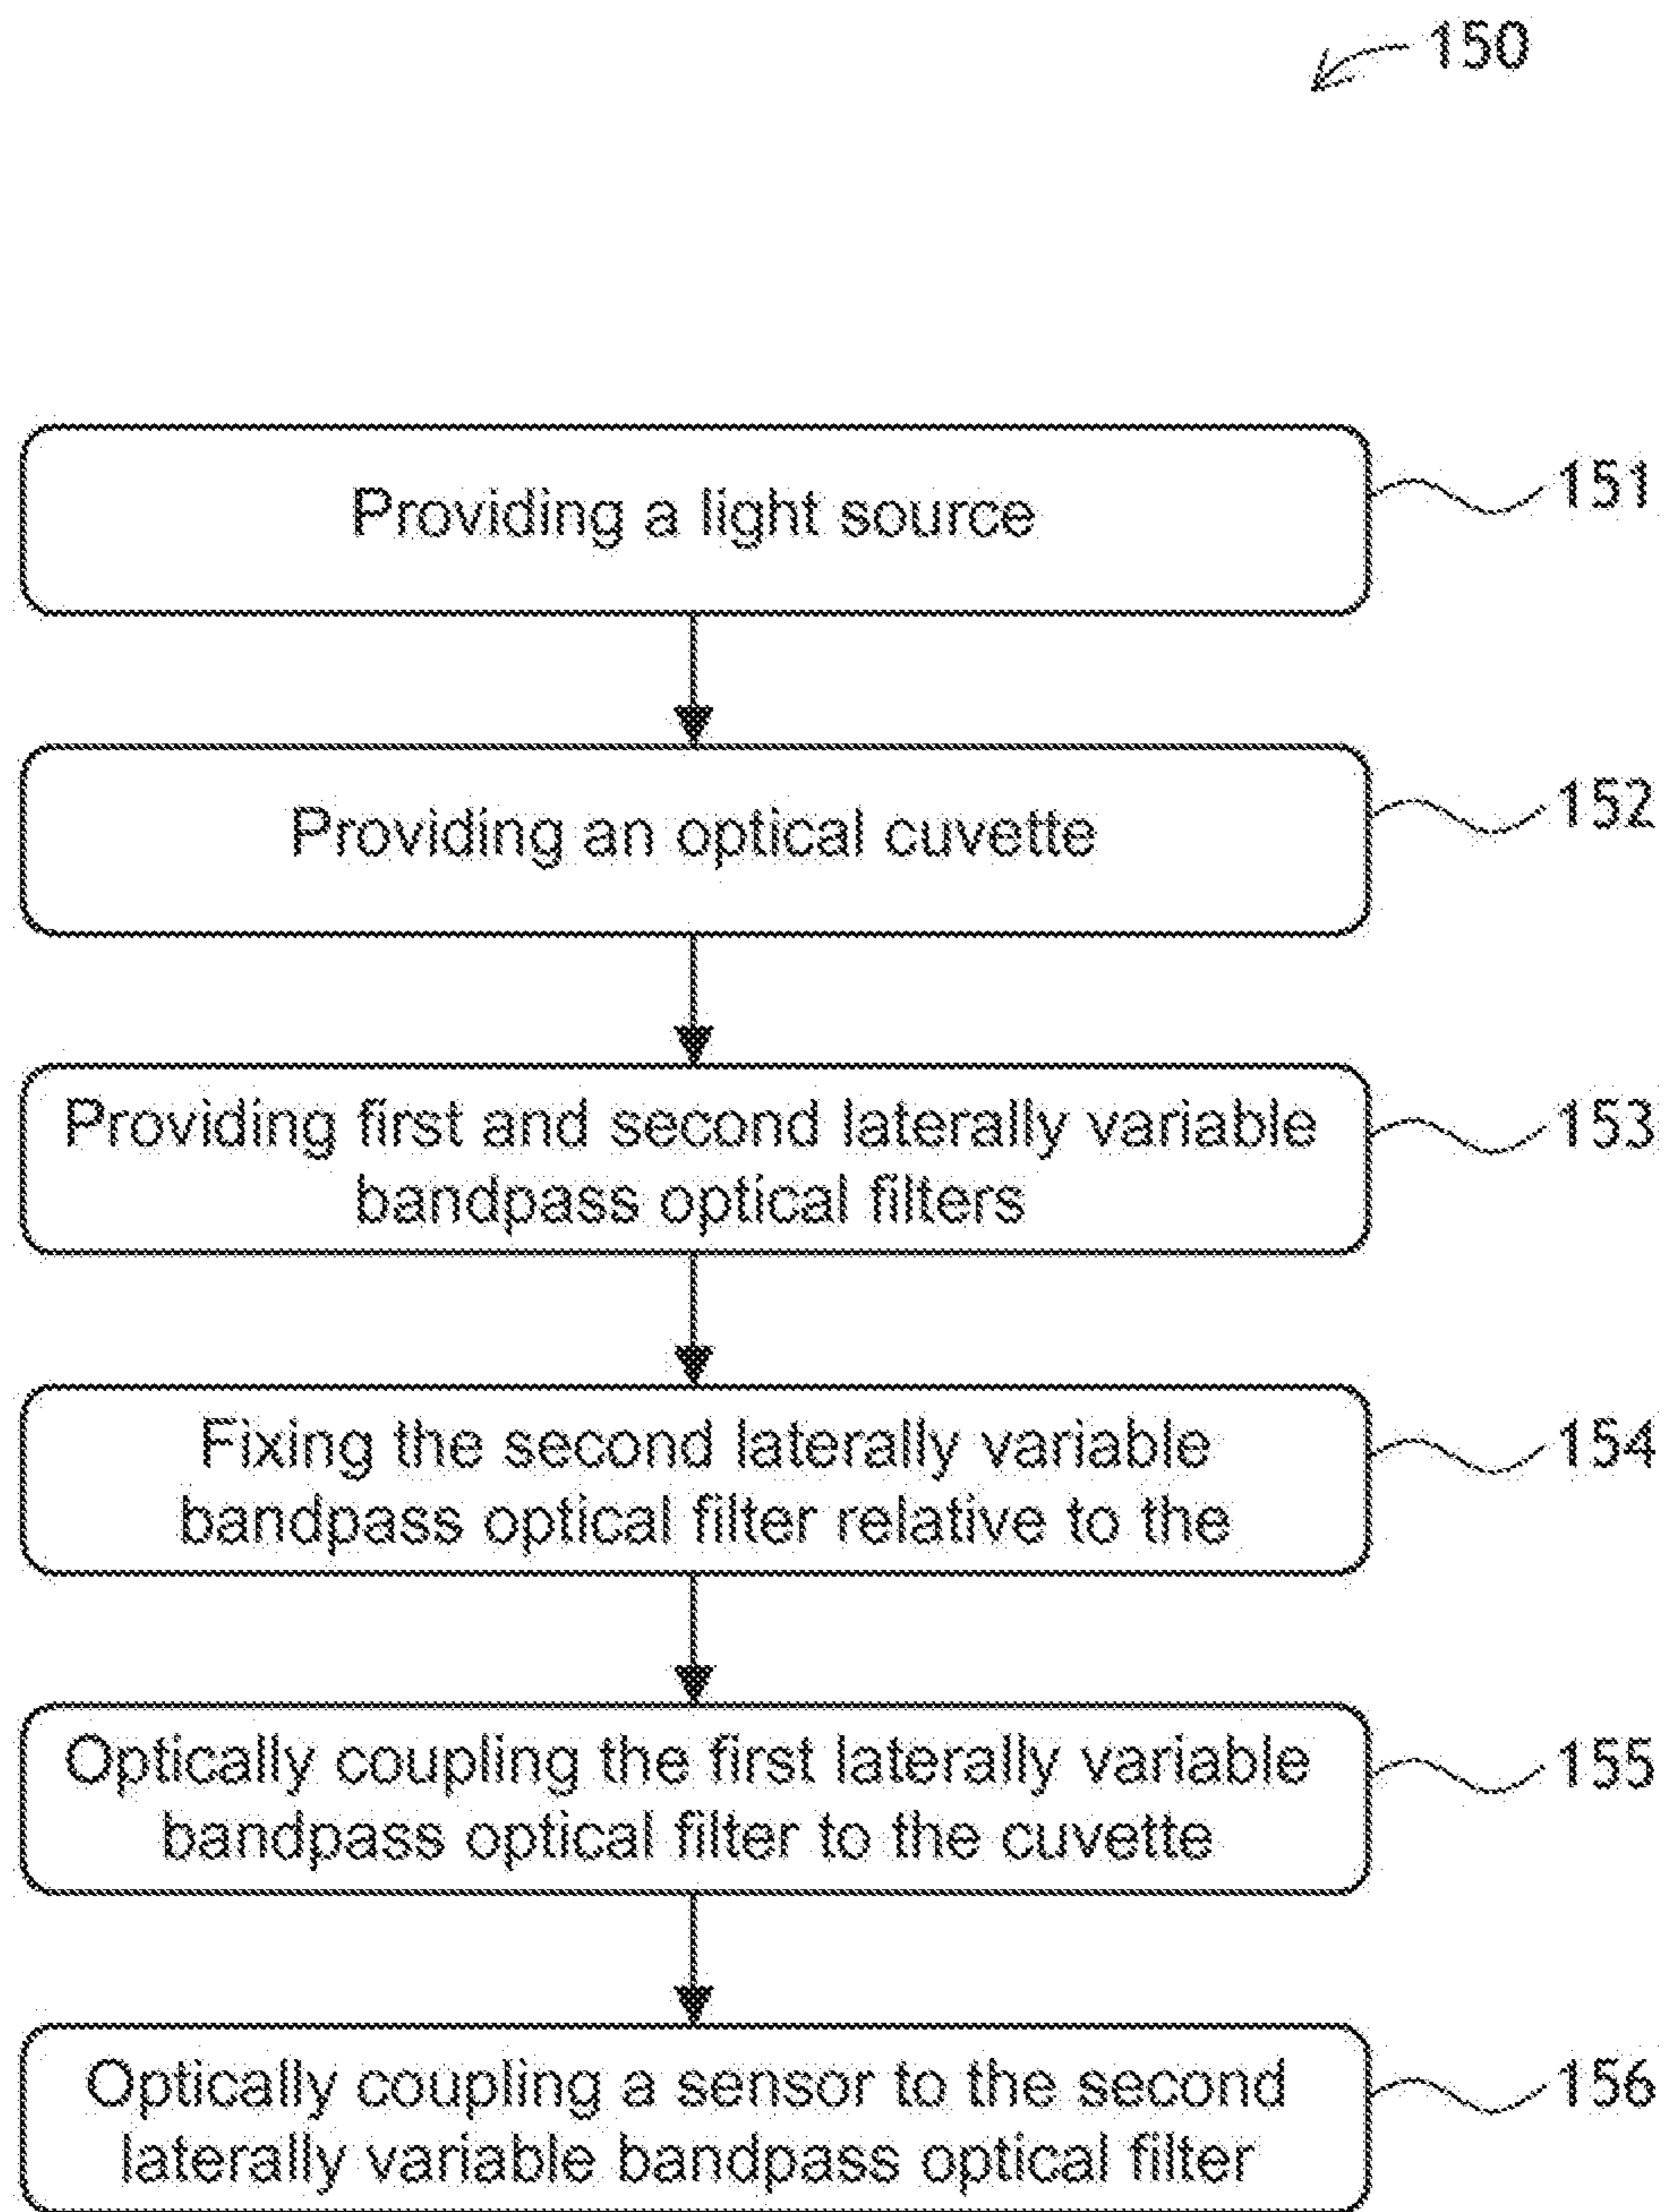 150
Providing a light source
151
Providing an optical cuvette
152
Providing first and second laterally variable
bandpass optical filters
153
Fixing the second laterally variable
bandpass optical filter relative to the
154
Optically coupling the first laterally variable
bandpass optical filter to the cuvette
155
Optically coupling a sensor to the second
laterally variable bandpass optical filter
156